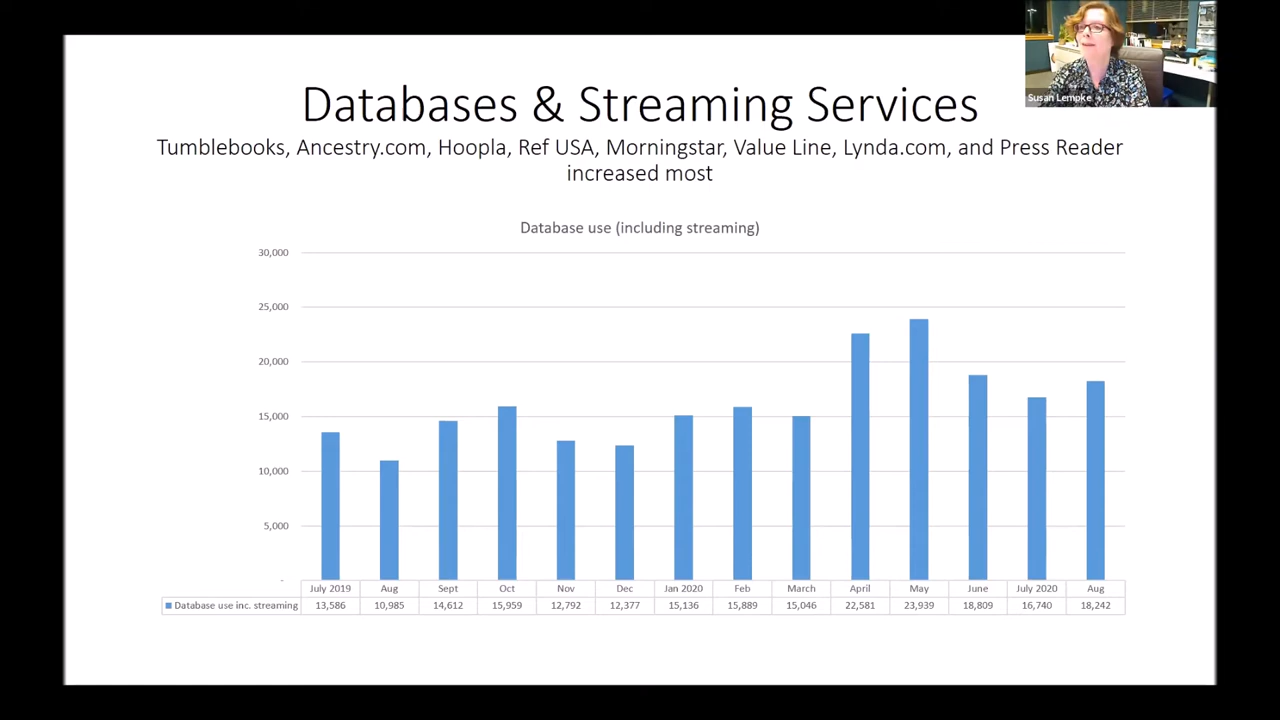 Susan Lempke
Databases & Streaming Services
Tumblebooks, Ancestry.com, Hoopla, Ref USA, Morningstar, Value Line, Lynda.com, and Press Reader
increased most
Database use (including streaming)
30,000
25,000
20,000
15,000
10,000
5,000
-
July 2019 Aug Sept Oct Nov Dec Jan 2020 Feb March April May June July 2020 Aug
Database use inc. streaming 13,586 10,985 14,612 15,959 12,792 12,377 15,136 15,889 15,046 22,581 23,939 18,809 16,740 18,242